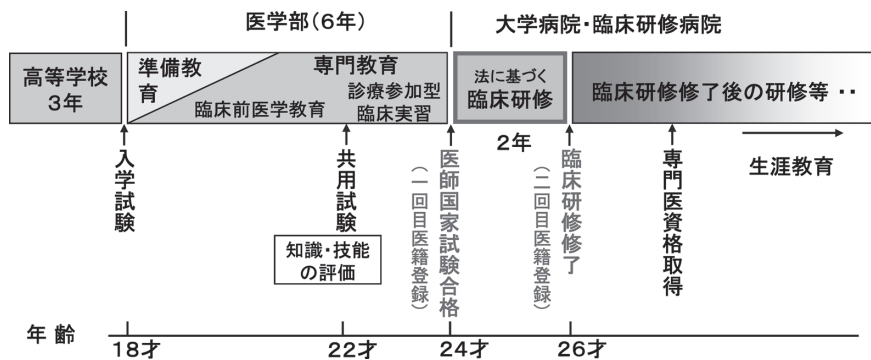 医学部(6年)
大学病院・臨床研修病院
高等学校
3年
準備教
育
専門教育
臨床前医学教育
診療参加型
臨床実習
法に基づく
臨床研修
臨床研修修了後の研修等 ‥
2年
生涯教育
入学試験
共用試験
知識・技能
の評価
医師国家試験合格
(一回目医籍登録)
臨床研修修了
(二回目医籍登録)
専門医資格取得
年 齢
18才
22才
24才
26才